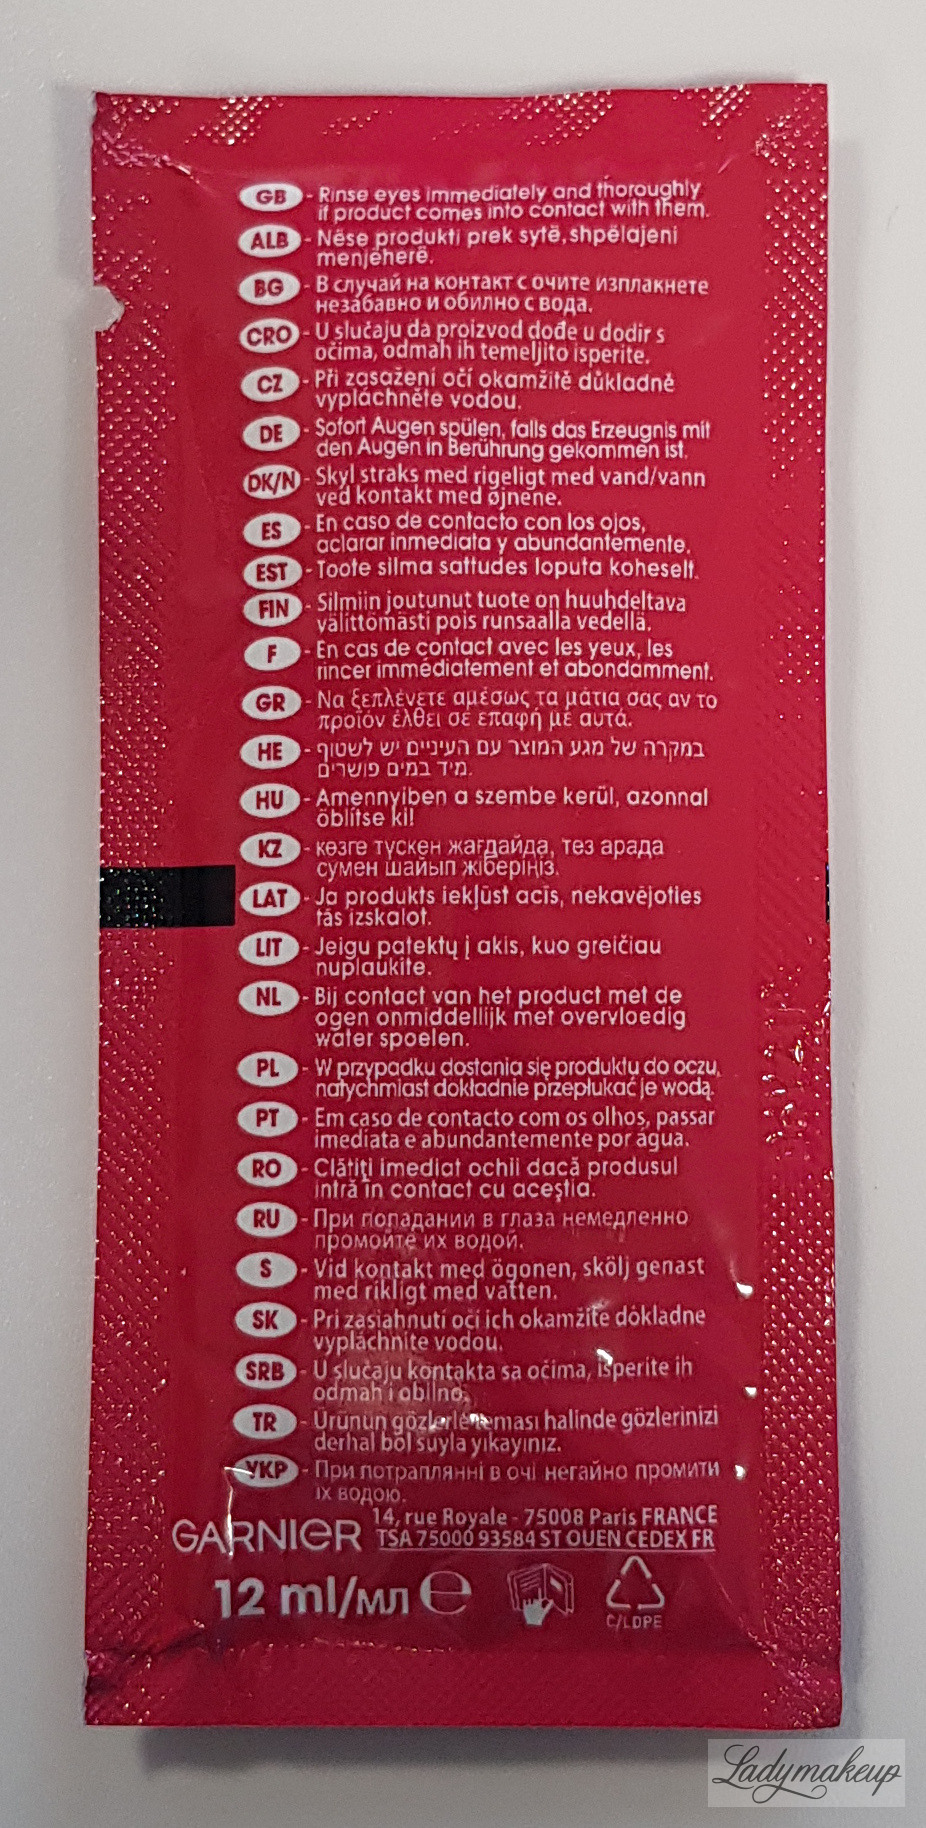 GB - Rinse eyes immediately and thoroughly
if product comes into contact with them.
ALB - Nëse produkti prek sytë, shpëlajeni
menjëherë.
BG - В случай на контакт с очите изплакнете
незабавно и обилно с вода.
CRO - U slučaju da proizvod dođe u dodir s
očima, odmah ih temeljito isperite.
CZ - Při zasažení očí okamžitě důkladně
vypláchněte vodou.
DE - Sofort Augen spülen, falls das Erzeugnis mit
den Augen in Berührung gekommen ist.
DK/N - Skyl straks med rigeligt med vand/vann
ved kontakt med øjnene.
ES - En caso de contacto con los ojos,
aclarar inmediata y abundantemente.
EST - Toote silma sattudes loputa koheselt.
FIN - Silmiin joutunut tuote on huuhdeltava
välittömästi pois runsaalla vedellä.
F - En cas de contact avec les yeux, les
rincer immédiatement et abondamment.
GR - Να ξεπλένετε αμέσως τα μάτια σας αν το
προϊόν έλθει σε επαφή με αυτά.
HE - במקרה של מגע המוצר עם העיניים יש לשטוף
מיד במים פושרים.
HU - Amennyiben a szembe kerül, azonnal
öblítse ki!
KZ - көзге түскен жағдайда, тез арада
сумен шайып жіберіңіз.
LAT - Ja produkts iekļūst acīs, nekavējoties
tās izskalot.
LIT - Jeigu patektų į akis, kuo greičiau
nuplaukite.
NL - Bij contact van het product met de
ogen onmiddellijk met overvloedig
water spoelen.
PL - W przypadku dostania się produktu do oczu,
natychmiast dokładnie przepłukać je wodą.
PT - Em caso de contacto com os olhos, passar
imediata e abundantemente por água.
RO - Clătiți imediat ochii dacă produsul
intră în contact cu aceștia.
RU - При попадании в глаза немедленно
промойте их водой.
S - Vid kontakt med ögonen, skölj genast
med rikligt med vatten.
SK - Pri zasiahnutí očí ich okamžite dôkladne
vypláchnite vodou.
SRB - U slučaju kontakta sa očima, isperite ih
odmah i obilno.
TR - Ürünün gözlerle teması halinde gözlerinizi
derhal bol suyla yıkayınız.
УКР - При потраплянні в очі негайно промити
їх водою.
GARNIER 14, rue Royale - 75008 Paris FRANCE
TSA 75000 93584 ST OUEN CEDEX FR
12 ml/мл ℮
C/LDPE
Ladymakeup